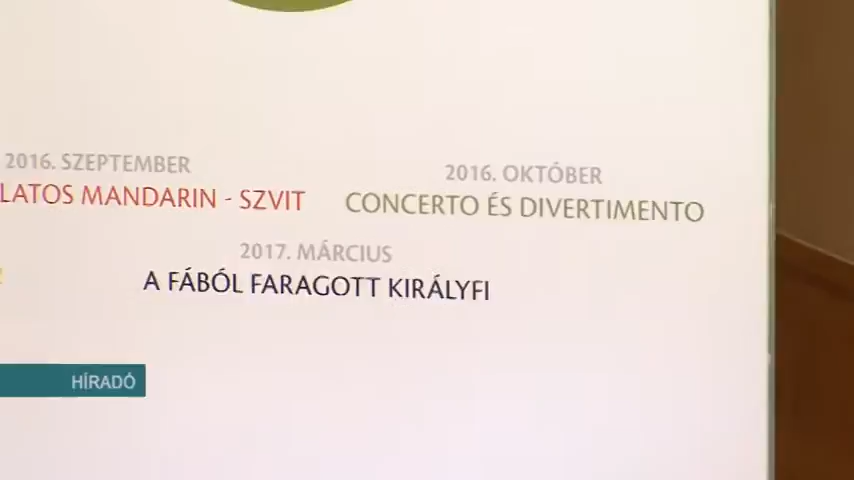 2016. SZEPTEMBER
LATOS MANDARIN - SZVIT
2016. OKTÓBER
CONCERTO ÉS DIVERTIMENTO
2017. MÁRCIUS
A FÁBÓL FARAGOTT KIRÁLYFI
HÍRADÓ